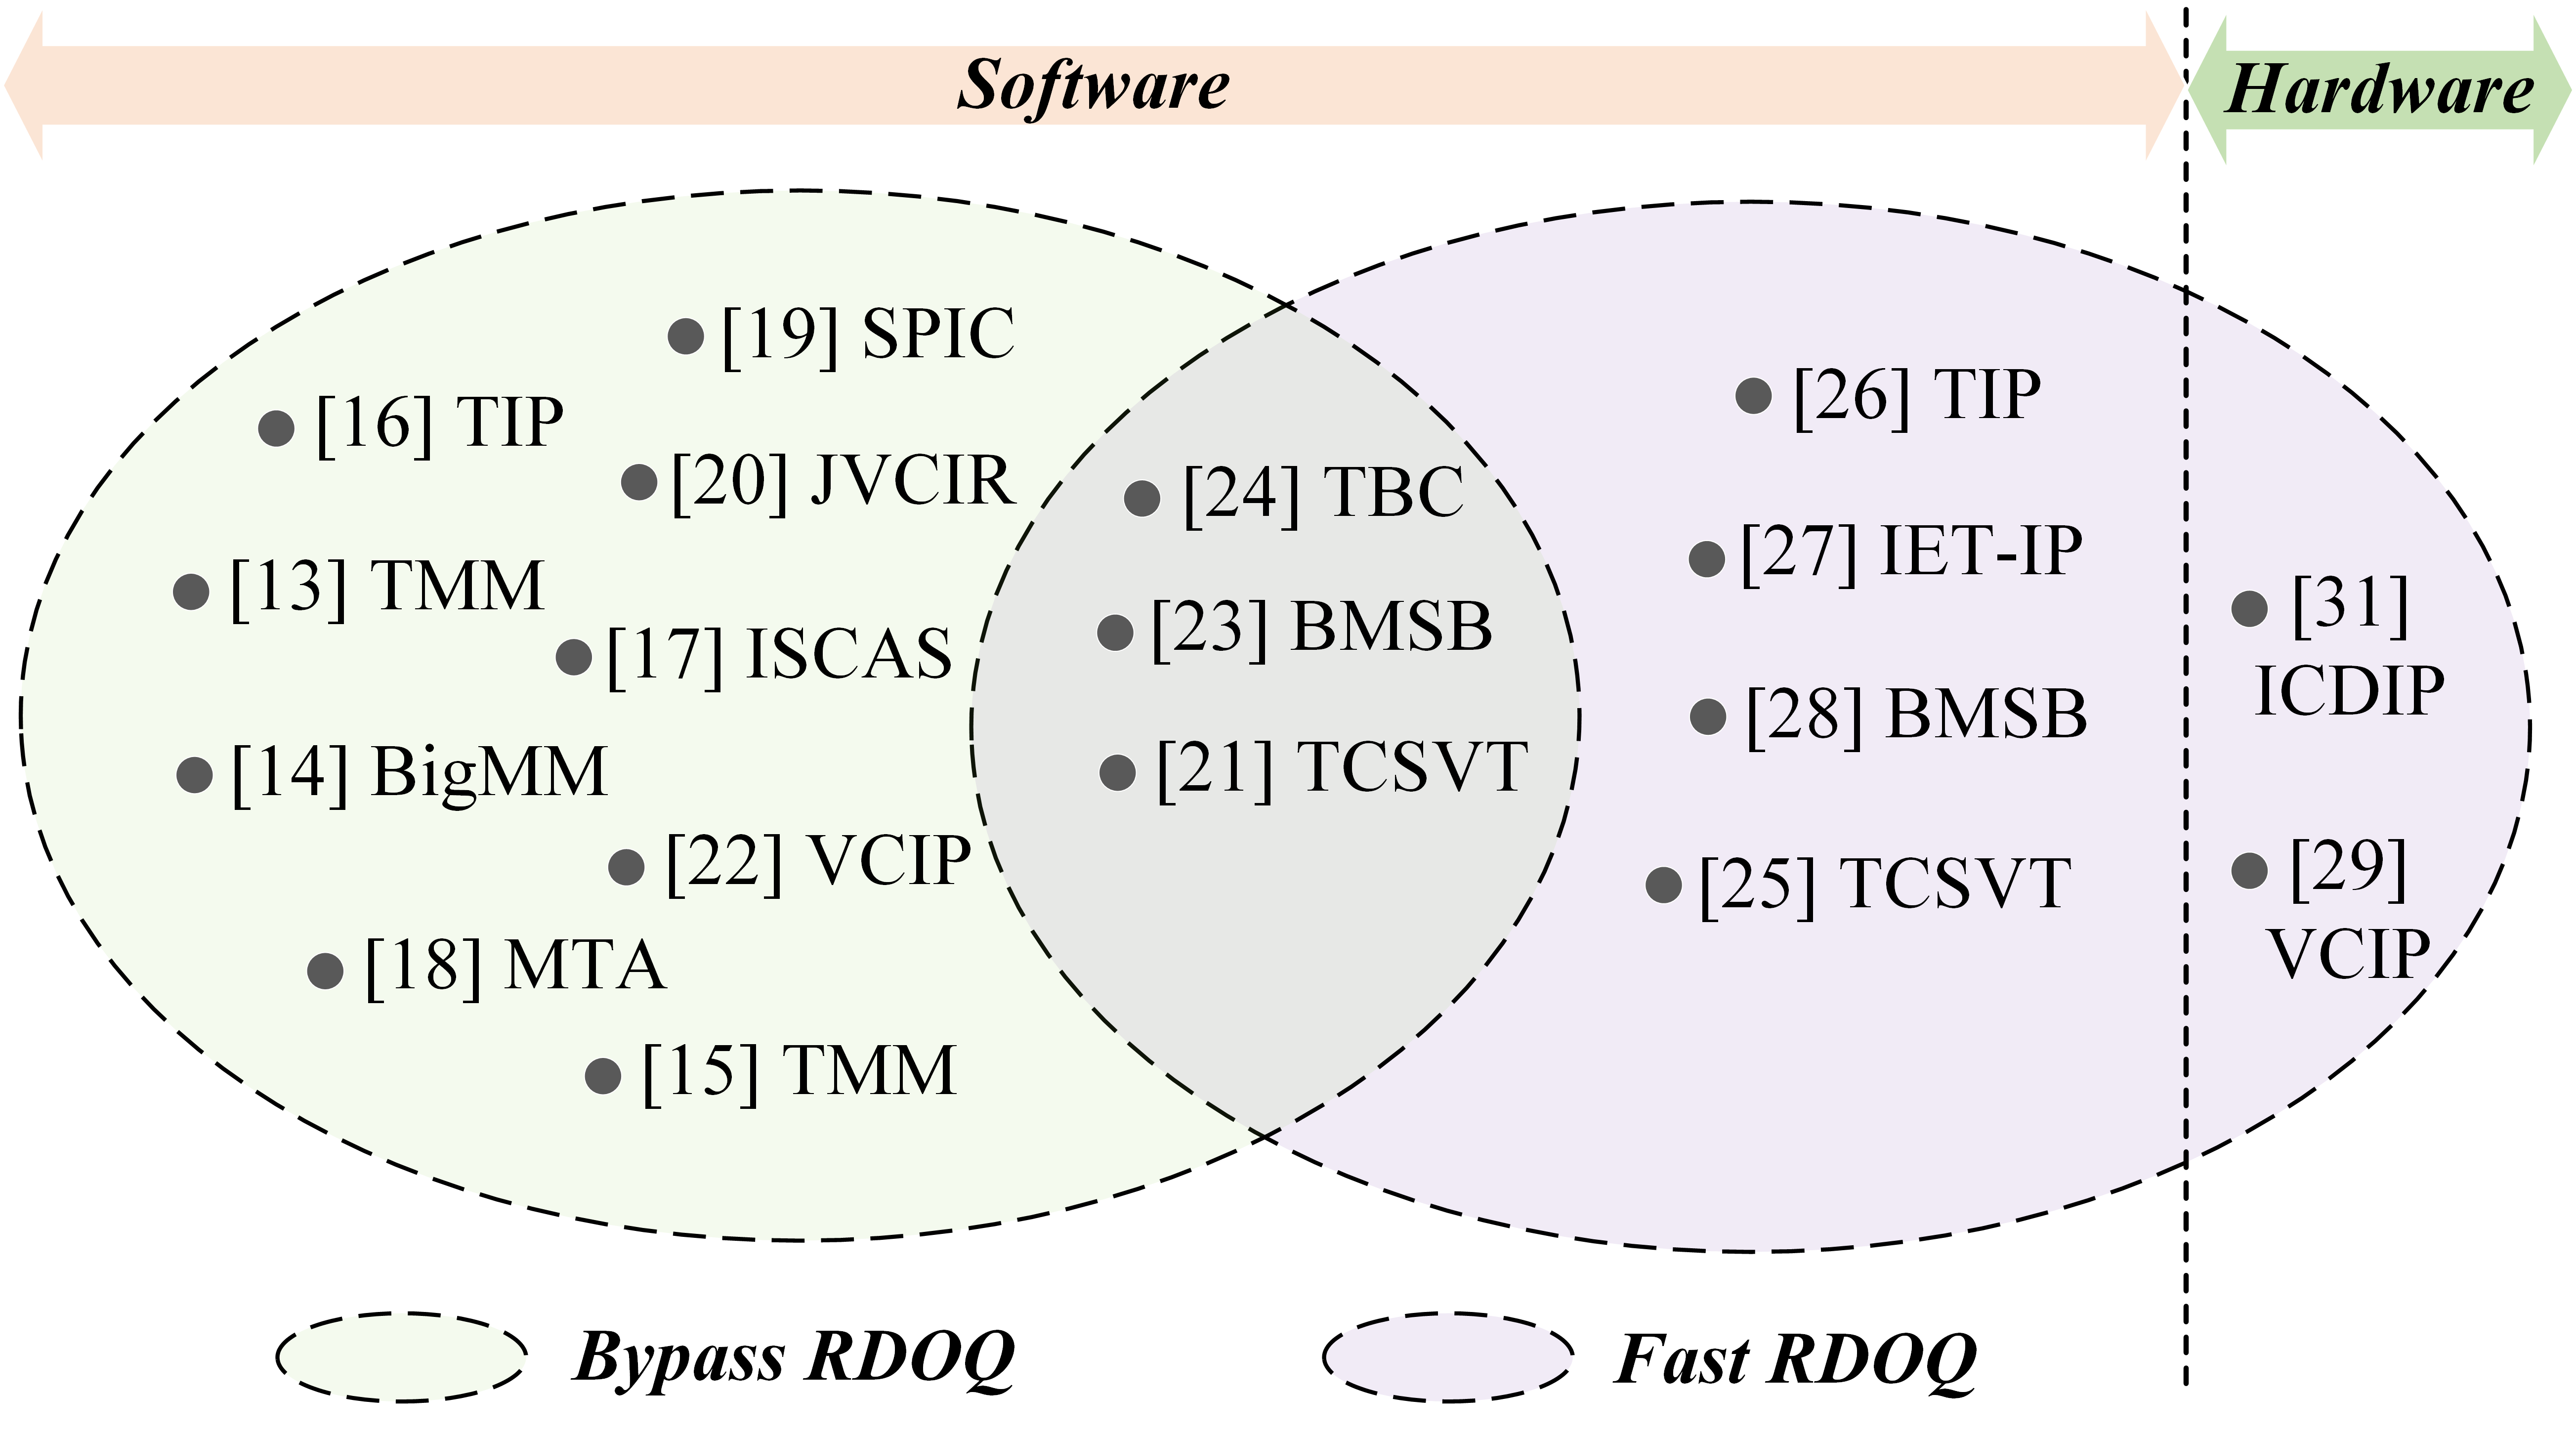 Software
Hardware
[19] SPIC
[16] TIP
[20] JVCIR
[13] TMM
[17] ISCAS
[14] BigMM
[22] VCIP
[18] MTA
[15] TMM
[24] TBC
[23] BMSB
[21] TCSVT
[26] TIP
[27] IET-IP
[28] BMSB
[25] TCSVT
[31]
ICDIP
[29]
VCIP
Bypass RDOQ
Fast RDOQ